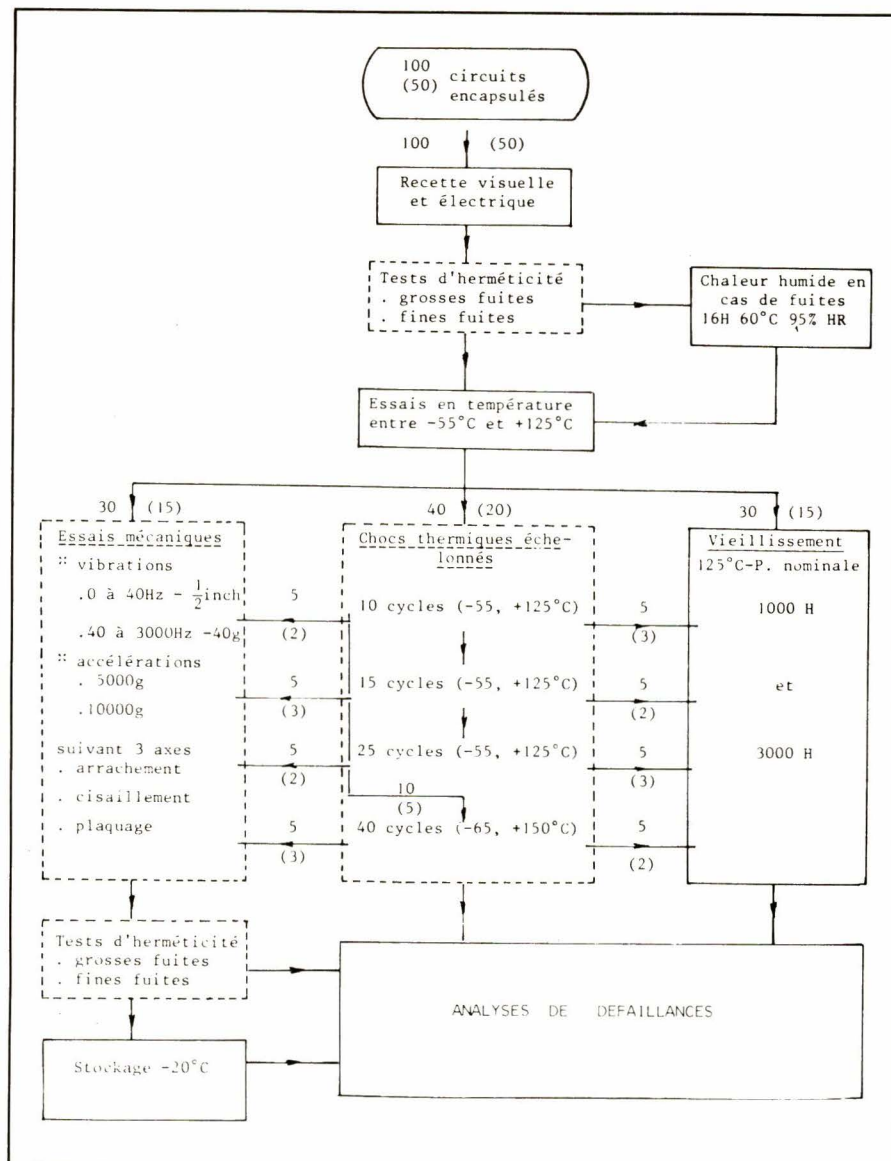 100
(50) circuits
encapsulés
100 (50)
Recette visuelle
et électrique
Tests d'herméticité
. grosses fuites
. fines fuites
Chaleur humide en
cas de fuites
16H 60°C 95% HR
Essais en température
entre -55°C et +125°C
30 (15)
40 (20)
30 (15)
Essais mécaniques
:: vibrations
.0 à 40Hz - 1/2 inch
.40 à 3000Hz -40g
:: accélérations
. 5000g
.10000g
suivant 3 axes
. arrachement
. cisaillement
. plaquage
5
(2)
5
(3)
5
(2)
5
(3)
Chocs thermiques éche-
lonnés
10 cycles (-55, +125°C)
15 cycles (-55, +125°C)
25 cycles (-55, +125°C)
10
(5)
40 cycles (-65, +150°C)
5
(3)
5
(2)
5
(3)
5
(2)
Vieillissement
125°C-P. nominale
1000 H
et
3000 H
Tests d'herméticité
. grosses fuites
. fines fuites
Stockage -20°C
ANALYSES DE DEFAILLANCES